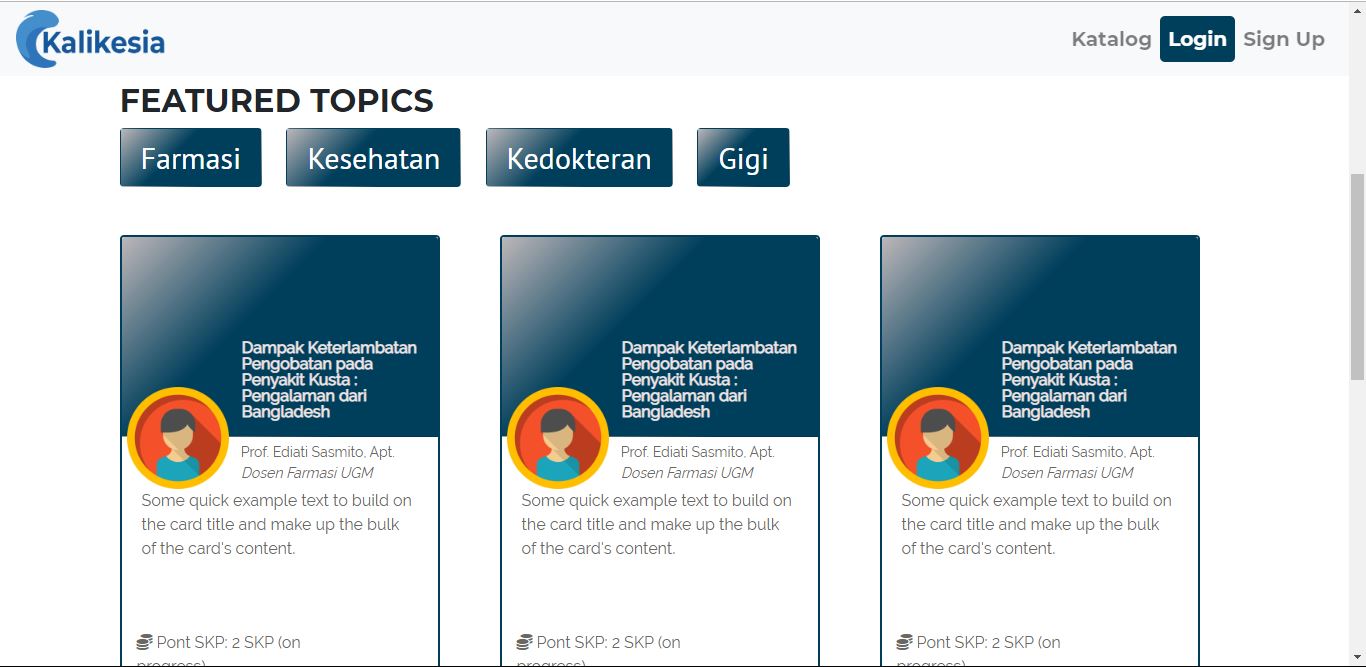 Kalikesia
Katalog Login Sign Up
FEATURED TOPICS
Farmasi Kesehatan Kedokteran Gigi
Dampak Keterlambatan
Pengobatan pada
Penyakit Kusta :
Pengalaman dari
Bangladesh
Prof. Ediati Sasmito, Apt.
Dosen Farmasi UGM
Some quick example text to build on
the card title and make up the bulk
of the card's content.
Pont SKP: 2 SKP (on
progress)
Dampak Keterlambatan
Pengobatan pada
Penyakit Kusta :
Pengalaman dari
Bangladesh
Prof. Ediati Sasmito, Apt.
Dosen Farmasi UGM
Some quick example text to build on
the card title and make up the bulk
of the card's content.
Pont SKP: 2 SKP (on
progress)
Dampak Keterlambatan
Pengobatan pada
Penyakit Kusta :
Pengalaman dari
Bangladesh
Prof. Ediati Sasmito, Apt.
Dosen Farmasi UGM
Some quick example text to build on
the card title and make up the bulk
of the card's content.
Pont SKP: 2 SKP (on
progress)